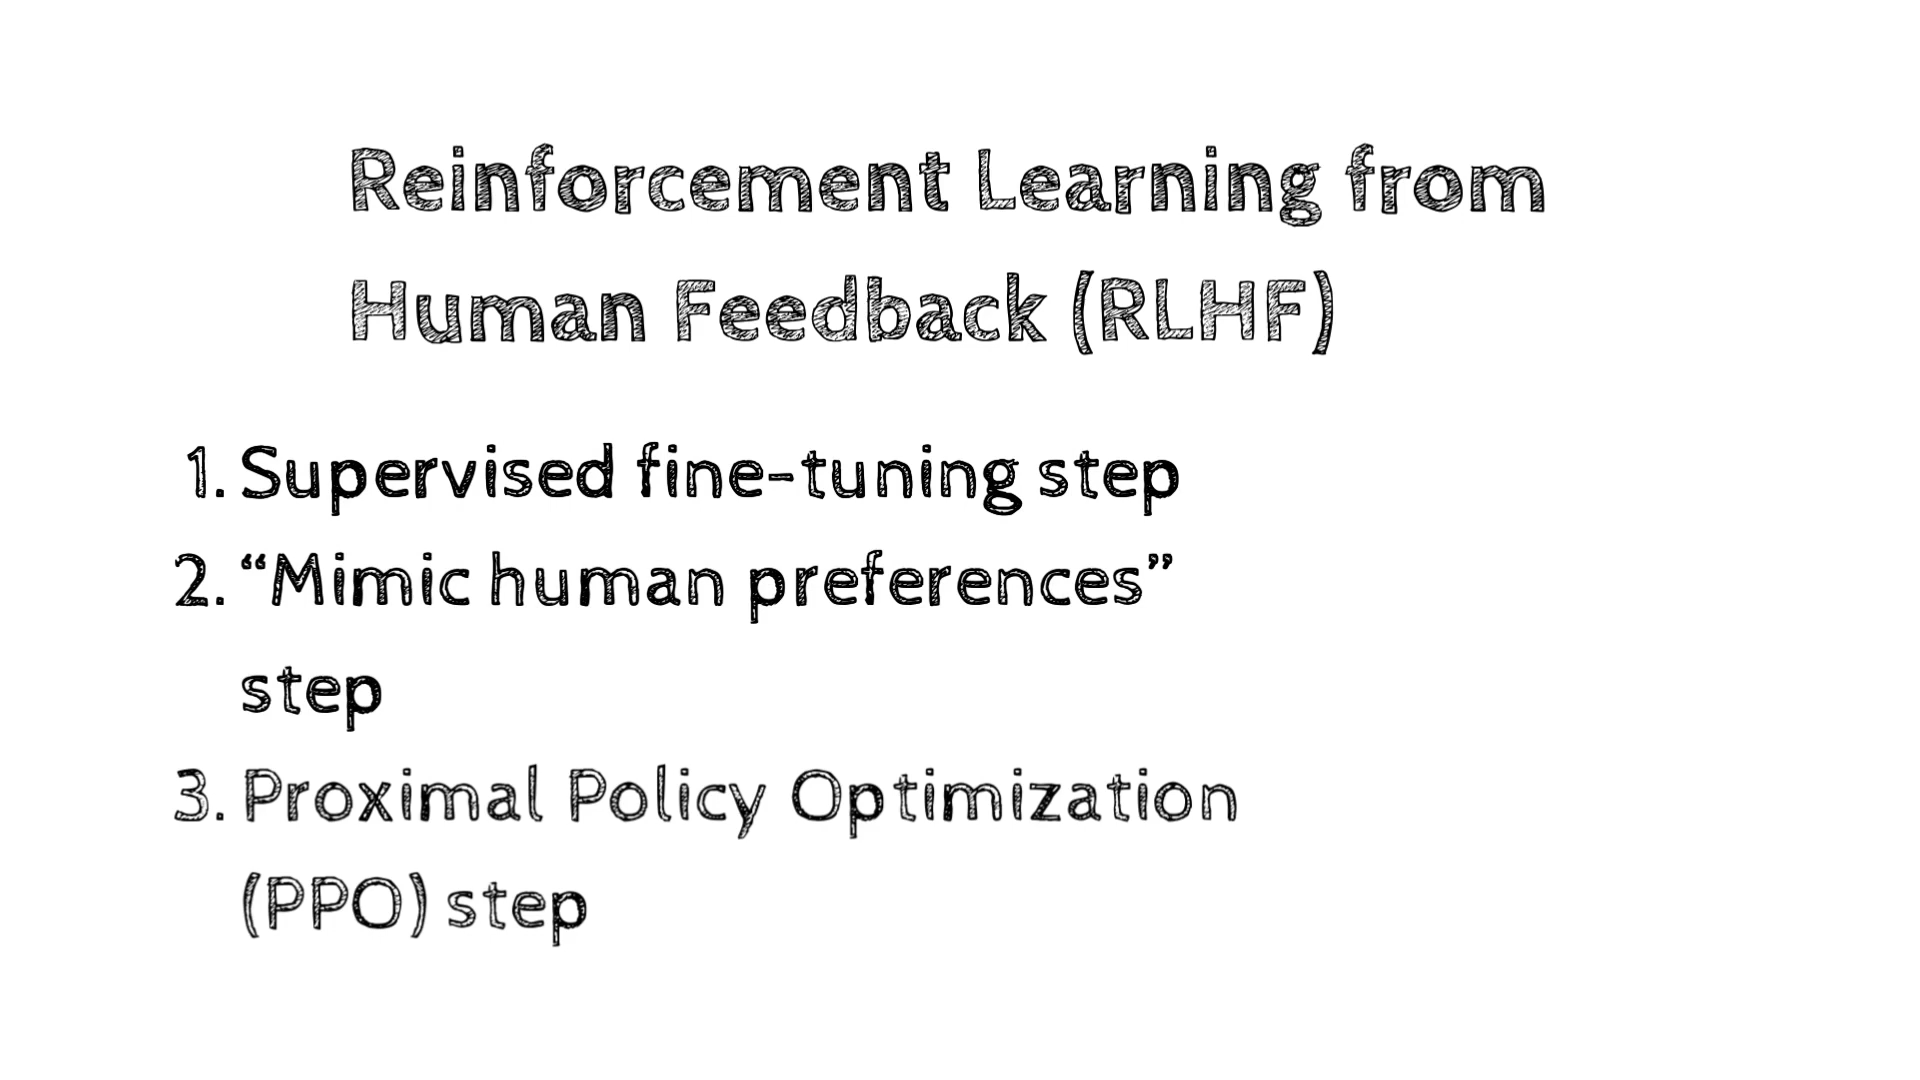 Reinforcement Learning from
Human Feedback (RLHF)
1. Supervised fine-tuning step
2. “Mimic human preferences”
step
3. Proximal Policy Optimization
(PPO) step